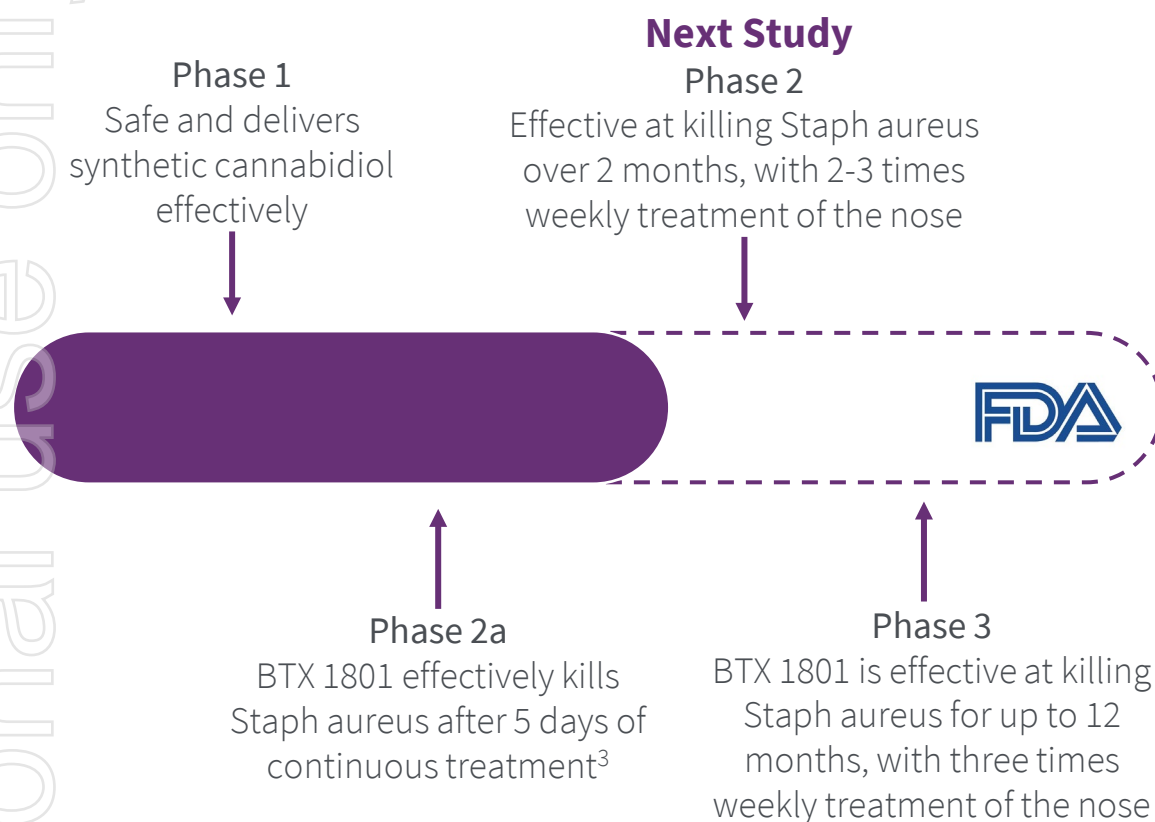 Next Study
Phase 1
Safe and delivers
synthetic cannabidiol
effectively
Phase 2
Effective at killing Staph aureus
over 2 months, with 2-3 times
weekly treatment of the nose
FDA
Phase 2a
BTX 1801 effectively kills
Staph aureus after 5 days of
continuous treatment³
Phase 3
BTX 1801 is effective at killing
Staph aureus for up to 12
months, with three times
weekly treatment of the nose
use